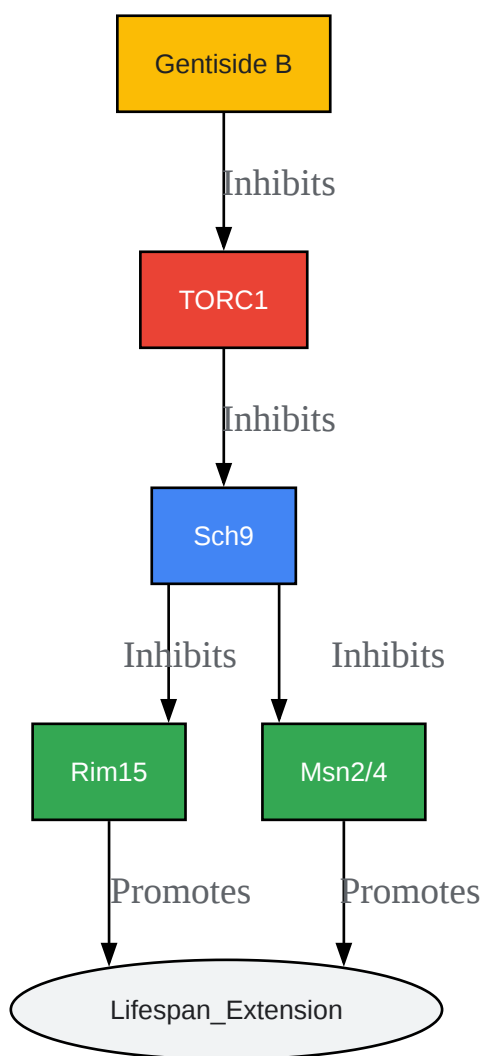 Gentiside B
Inhibits
TORC1
Inhibits
Sch9
Inhibits
Inhibits
Rim15
Msn2/4
Promotes
Promotes
Lifespan_Extension